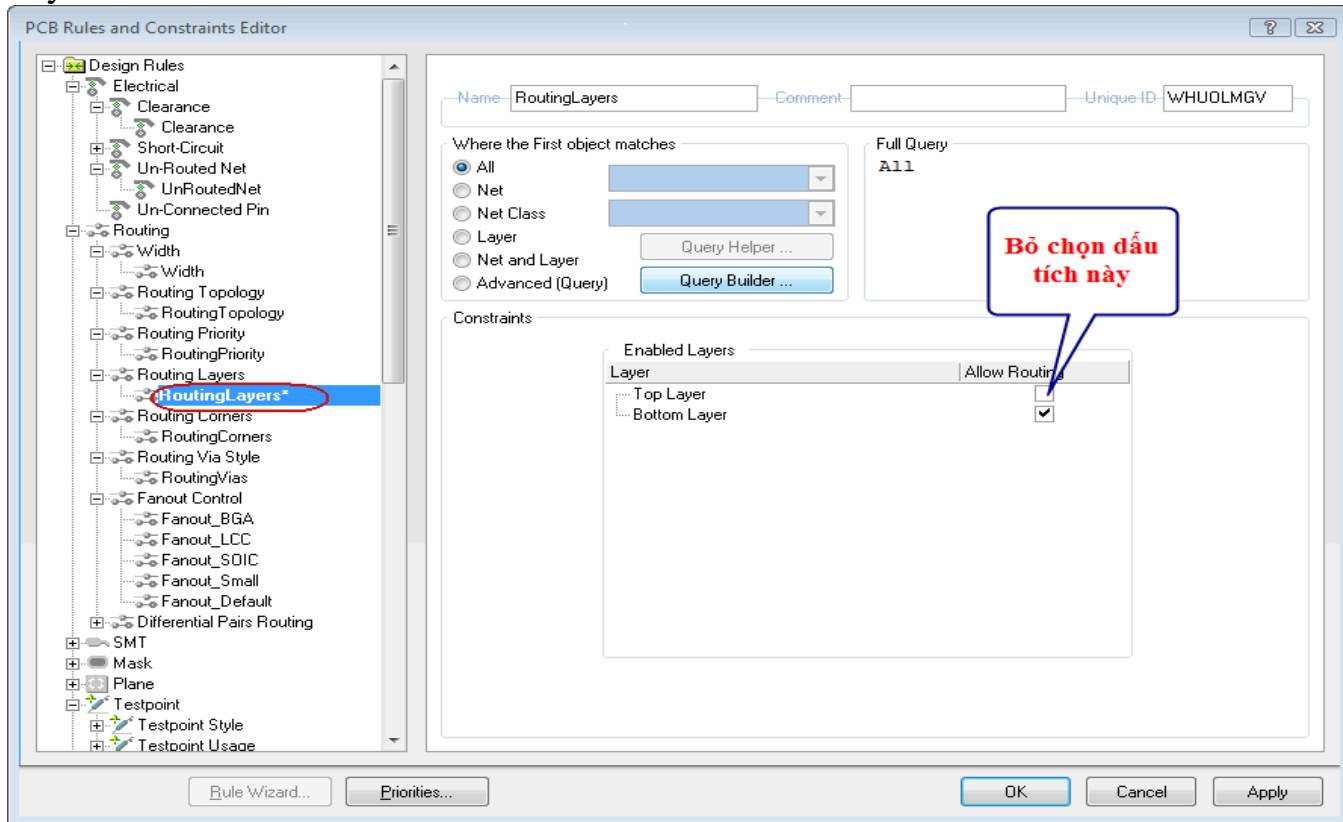 PCB Rules and Constraints Editor
Design Rules
Electrical
Clearance
Clearance
Short-Circuit
Un-Routed Net
UnRoutedNet
Un-Connected Pin
Routing
Width
Width
Routing Topology
RoutingTopology
Routing Priority
RoutingPriority
Routing Layers
RoutingLayers*
Routing Corners
RoutingCorners
Routing Via Style
RoutingVias
Fanout Control
Fanout_BGA
Fanout_LCC
Fanout_SOIC
Fanout_Small
Fanout_Default
Differential Pairs Routing
SMT
Mask
Plane
Testpoint
Testpoint Style
Testpoint Usage
Name RoutingLayers Comment Unique ID WHUOLMGV
Where the First object matches
All
Net
Net Class
Layer
Net and Layer
Advanced (Query)
Query Helper ...
Query Builder ...
Full Query
All
Bỏ chọn dấu
tích này
Constraints
Enabled Layers
Layer Allow Routing
Top Layer
Bottom Layer
Rule Wizard... Priorities... OK Cancel Apply